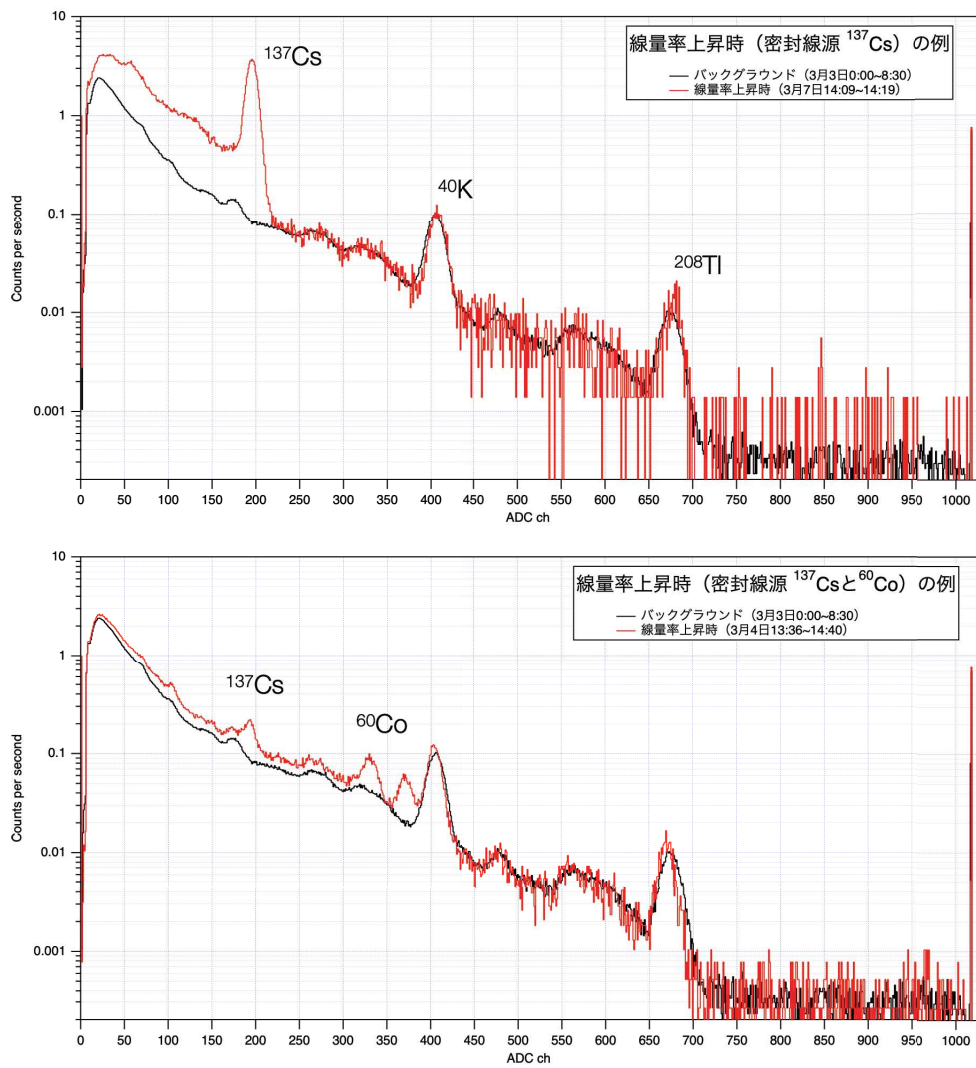 線量率上昇時（密封線源 ¹³⁷Cs）の例
バックグラウンド（3月3日0:00~8:30）
線量率上昇時（3月7日14:09~14:19）
¹³⁷Cs
⁴⁰K
²⁰⁸Tl
Counts per second
10
1
0.1
0.01
0.001
0 50 100 150 200 250 300 350 400 450 500 550 600 650 700 750 800 850 900 950 1000
ADC ch
線量率上昇時（密封線源 ¹³⁷Csと⁶⁰Co）の例
バックグラウンド（3月3日0:00~8:30）
線量率上昇時（3月4日13:36~14:40）
¹³⁷Cs
⁶⁰Co
Counts per second
10
1
0.1
0.01
0.001
0 50 100 150 200 250 300 350 400 450 500 550 600 650 700 750 800 850 900 950 1000
ADC ch